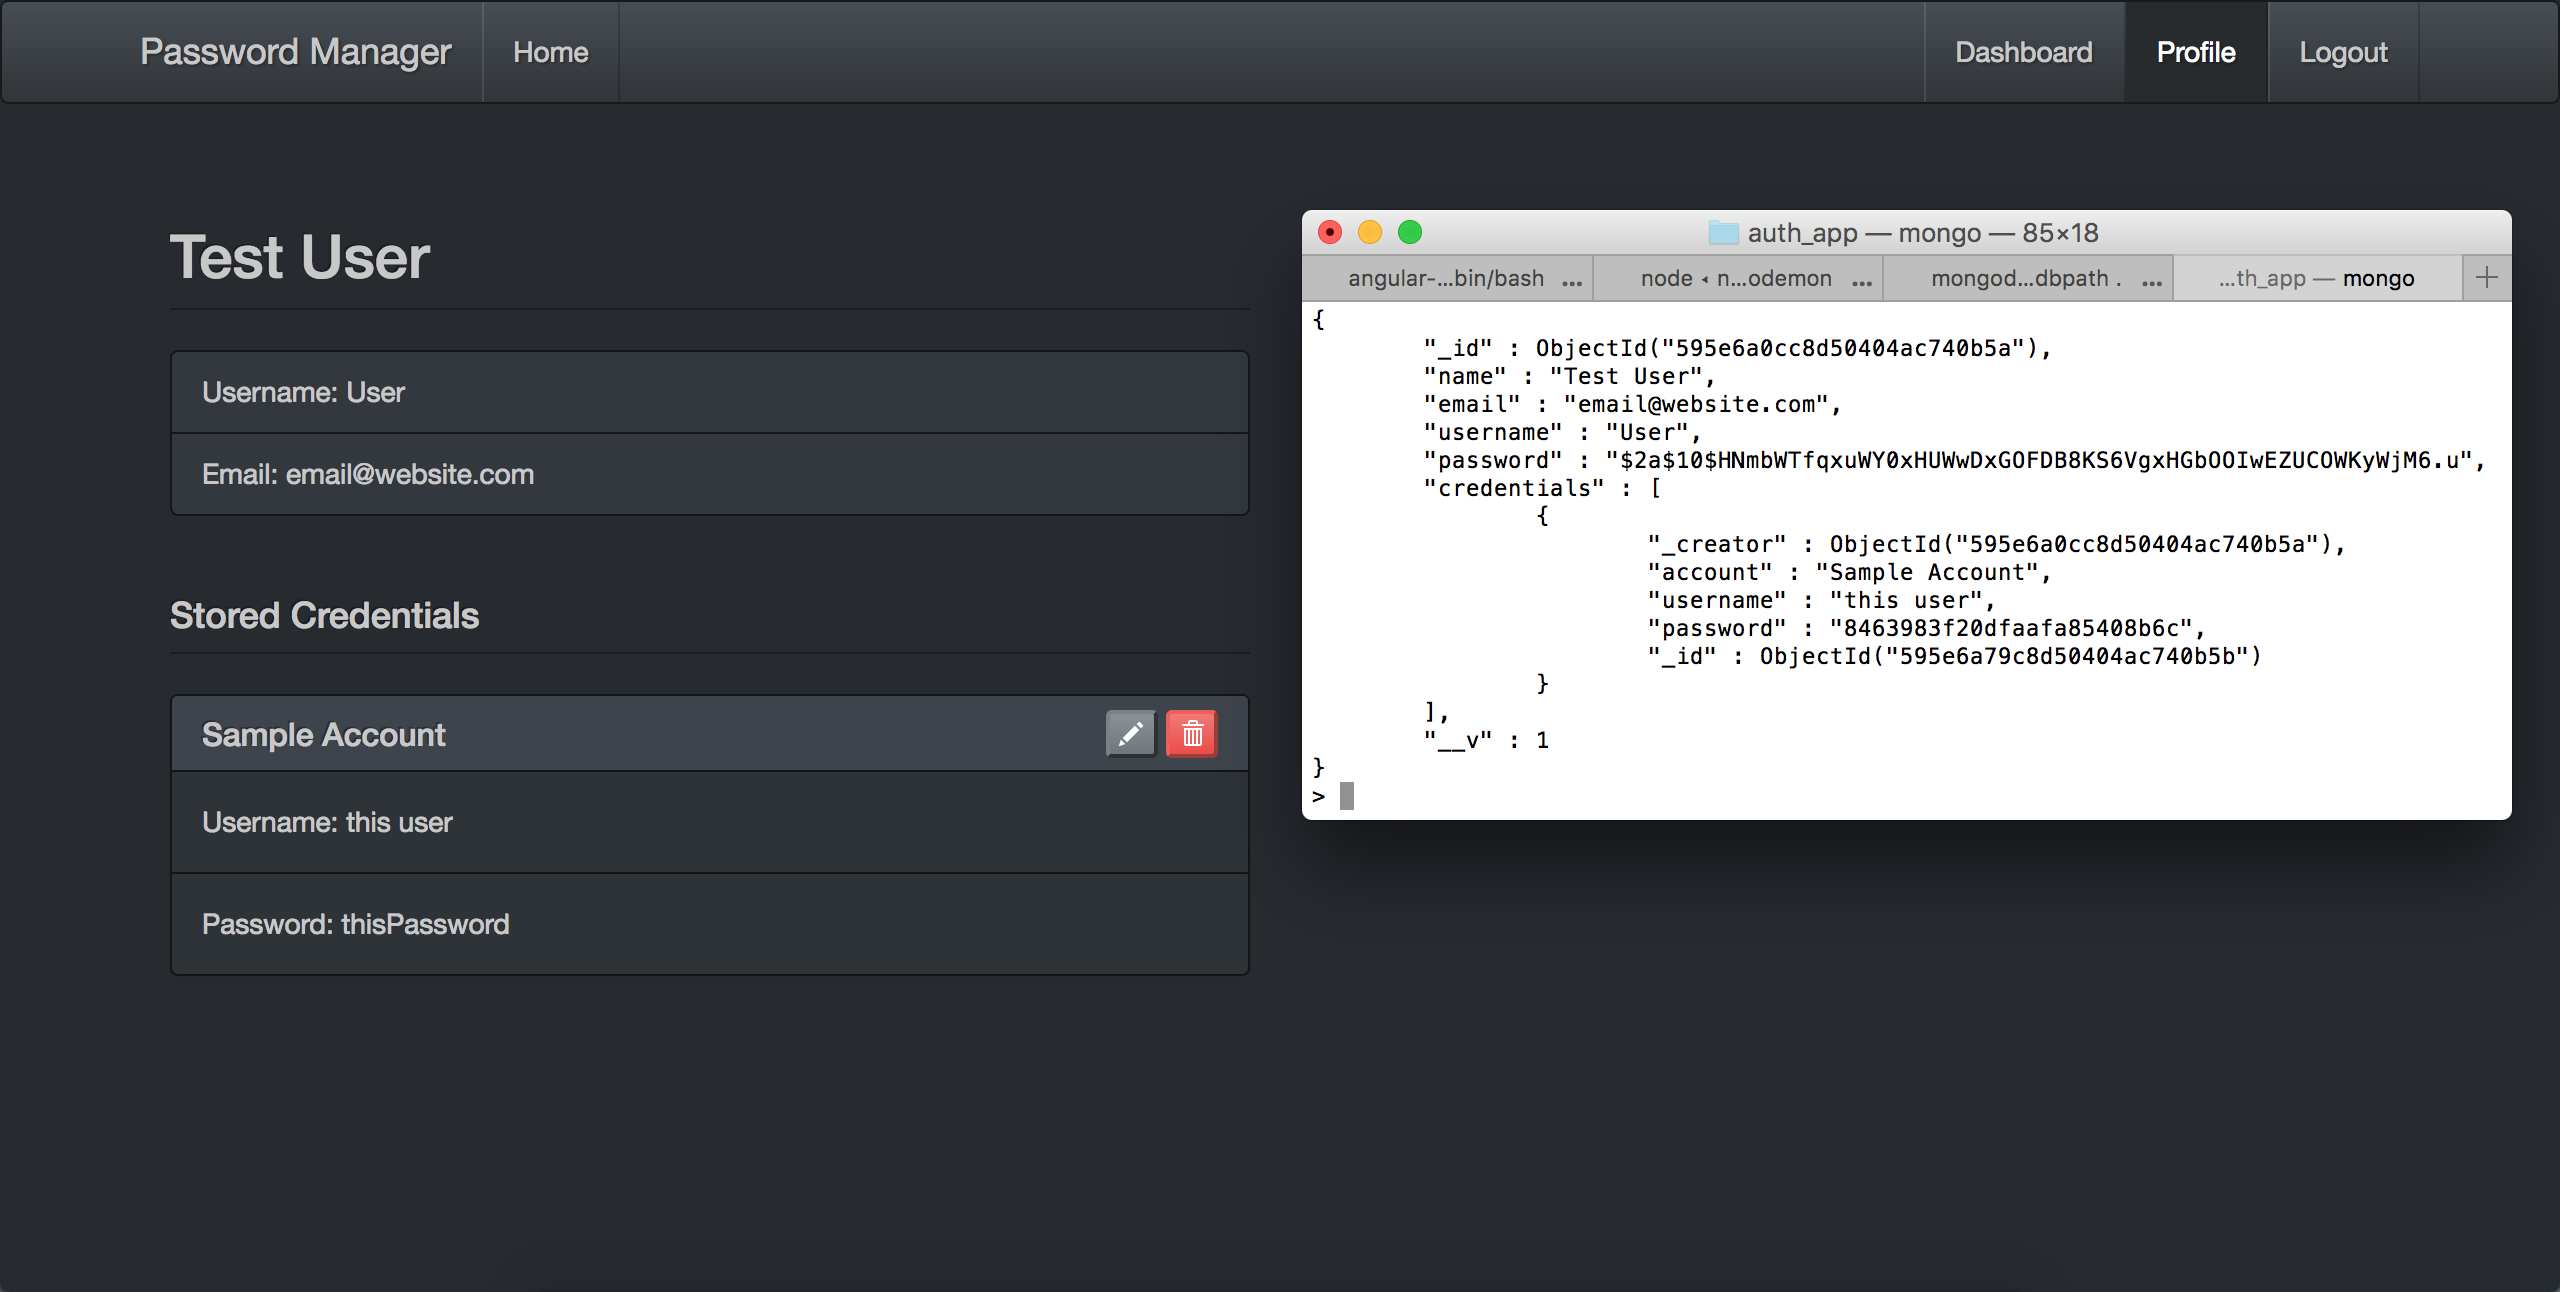 Password Manager Home Dashboard Profile Logout
Test User
Username: User
Email: email@website.com
Stored Credentials
Sample Account
Username: this user
Password: thisPassword
auth_app — mongo — 85×18
angular-...bin/bash ... node ◂ n...odemon ... mongod...dbpath . ... ...th_app — mongo +
{
"_id" : ObjectId("595e6a0cc8d50404ac740b5a"),
"name" : "Test User",
"email" : "email@website.com",
"username" : "User",
"password" : "$2a$10$HNmbWTfqxuWY0xHUWwDxGOFDB8KS6VgxHGbOOIwEZUCOWKyWjM6.u",
"credentials" : [
{
"_creator" : ObjectId("595e6a0cc8d50404ac740b5a"),
"account" : "Sample Account",
"username" : "this user",
"password" : "8463983f20dfaafa85408b6c",
"_id" : ObjectId("595e6a79c8d50404ac740b5b")
}
],
"__v" : 1
}
>